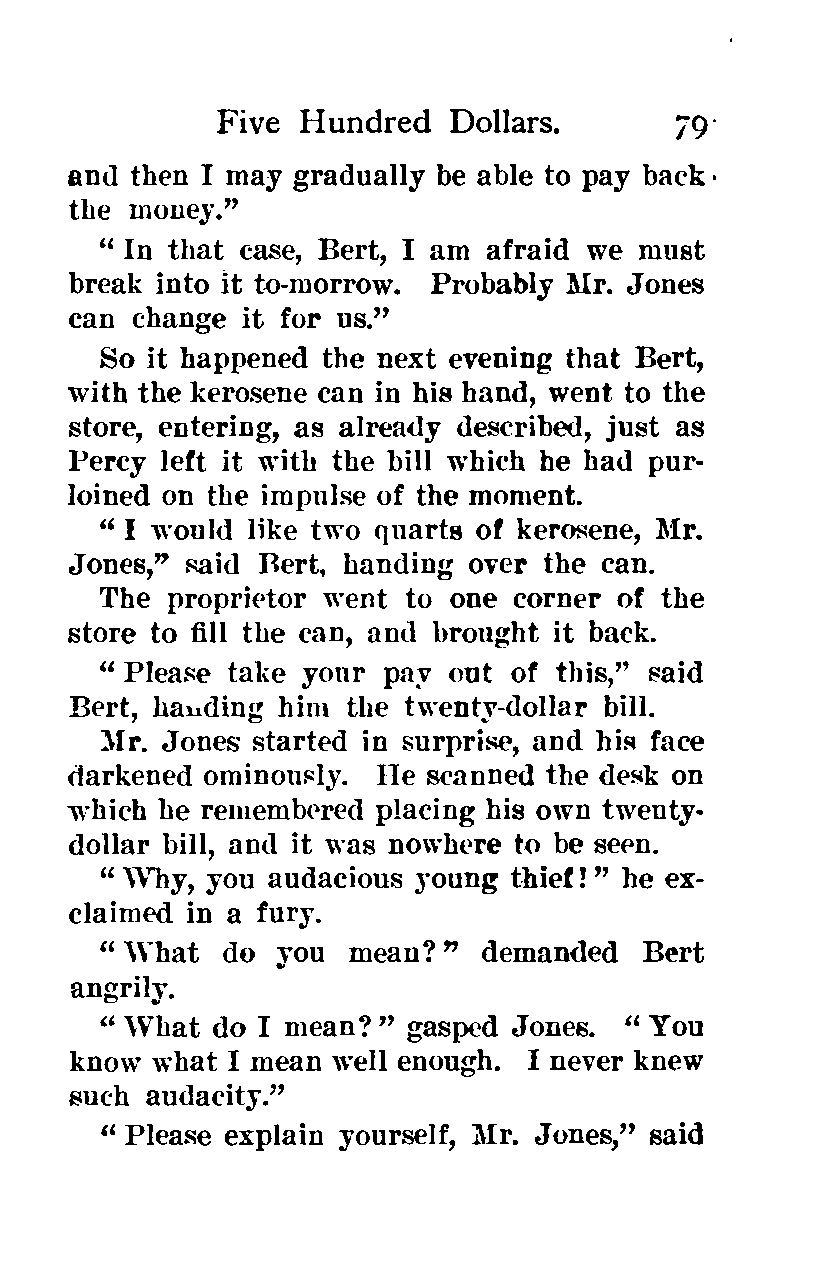 Five Hundred Dollars. 79
and then I may gradually be able to pay back
the money.”
“ In that case, Bert, I am afraid we must
break into it to-morrow. Probably Mr. Jones
can change it for us.”
So it happened the next evening that Bert,
with the kerosene can in his hand, went to the
store, entering, as already described, just as
Percy left it with the bill which he had pur-
loined on the impulse of the moment.
“ I would like two quarts of kerosene, Mr.
Jones,” said Bert, handing over the can.
The proprietor went to one corner of the
store to fill the can, and brought it back.
“ Please take your pay out of this,” said
Bert, handing him the twenty-dollar bill.
Mr. Jones started in surprise, and his face
darkened ominously. He scanned the desk on
which he remembered placing his own twenty-
dollar bill, and it was nowhere to be seen.
“ Why, you audacious young thief! ” he ex-
claimed in a fury.
“ What do you mean? ” demanded Bert
angrily.
“ What do I mean? ” gasped Jones. “ You
know what I mean well enough. I never knew
such audacity.”
“ Please explain yourself, Mr. Jones,” said